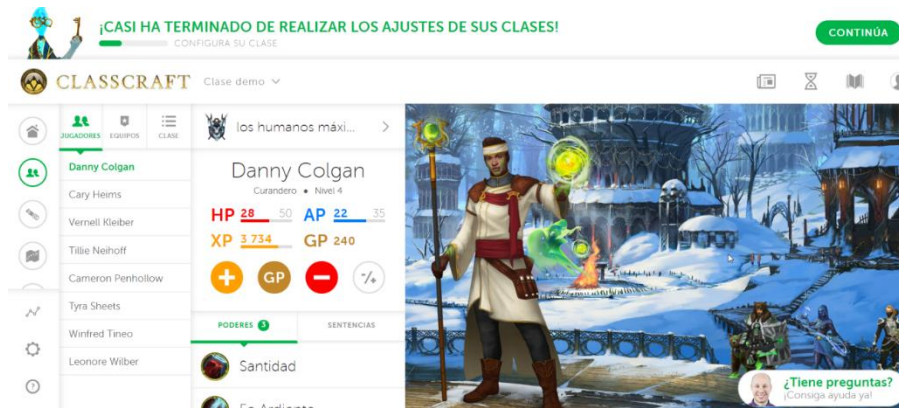 ¡CASI HA TERMINADO DE REALIZAR LOS AJUSTES DE SUS CLASES!
CONFIGURA SU CLASE
CONTINÚA
CLASSCRAFT
Clase demo
JUGADORES
EQUIPOS
CLASE
los humanos máxi...
Danny Colgan
Cary Heims
Vernell Kleiber
Tillie Neihoff
Cameron Penhollow
Tyra Sheets
Winfred Tineo
Leonore Wilber
Danny Colgan
Curandero • Nivel 4
HP 28 50 AP 22 35
XP 3 734 GP 240
+ GP − -/+
PODERES 3 SENTENCIAS
Santidad
¿Tiene preguntas?
¡Consiga ayuda ya!